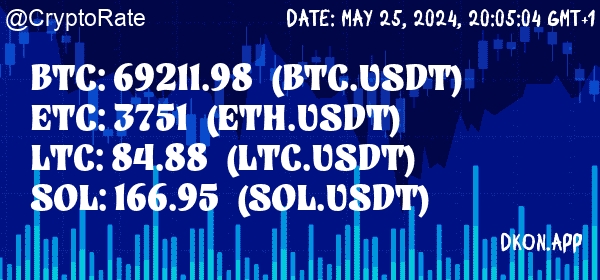 @CryptoRate
DATE: MAY 25, 2024, 20:05:04 GMT+1
BTC: 69211.98 (BTC.USDT)
ETC: 3751 (ETH.USDT)
LTC: 84.88 (LTC.USDT)
SOL: 166.95 (SOL.USDT)
DKON.APP